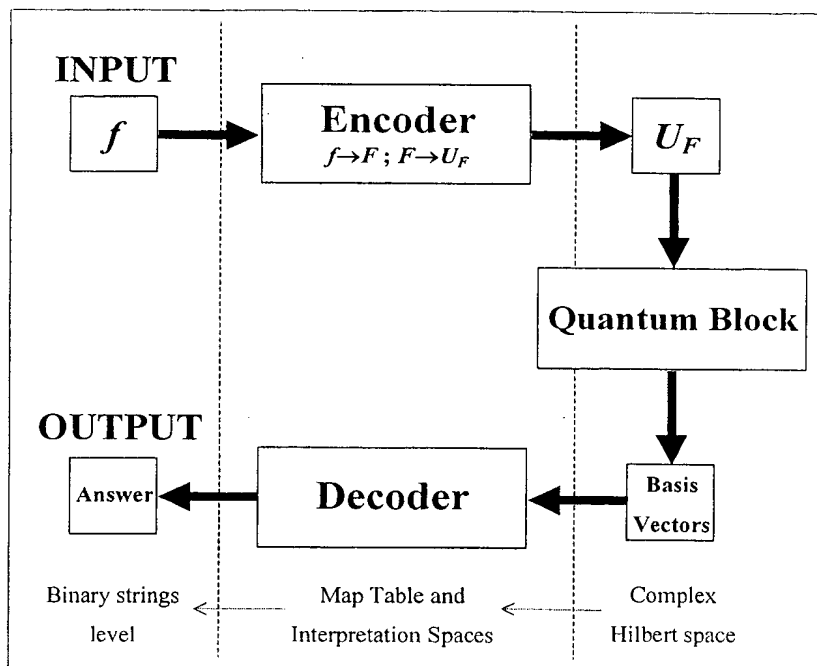 INPUT
f
Encoder
f→F ; F→U_F
U_F
Quantum Block
OUTPUT
Answer
Decoder
Basis
Vectors
Binary strings
level
Map Table and
Interpretation Spaces
Complex
Hilbert space